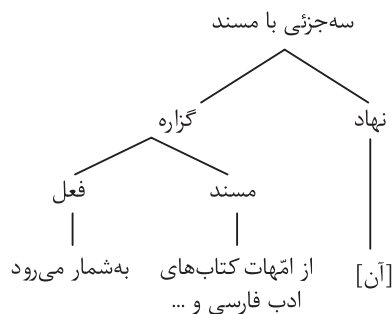 سه‌جزئی با مسند
نهاد
گزاره
مسند
فعل
[آن]
از امّهات کتاب‌های
ادب فارسی و ...
به‌شمار می‌رود